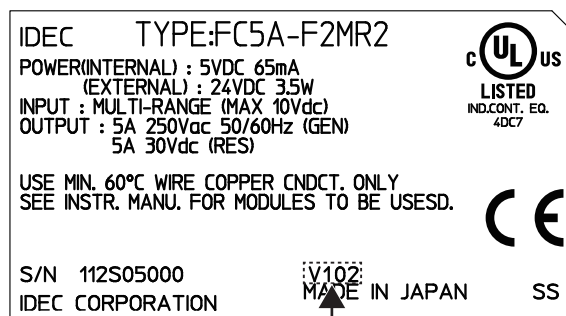 IDEC TYPE:FC5A-F2MR2
POWER(INTERNAL) : 5VDC 65mA
(EXTERNAL) : 24VDC 3.5W
INPUT : MULTI-RANGE (MAX 10Vdc)
OUTPUT : 5A 250Vac 50/60Hz (GEN)
5A 30Vdc (RES)
C UL US
LISTED
IND.CONT. EQ.
4DC7
USE MIN. 60°C WIRE COPPER CNDCT. ONLY
SEE INSTR. MANU. FOR MODULES TO BE USESD.
CE
S/N 112S05000 V102
IDEC CORPORATION MADE IN JAPAN SS